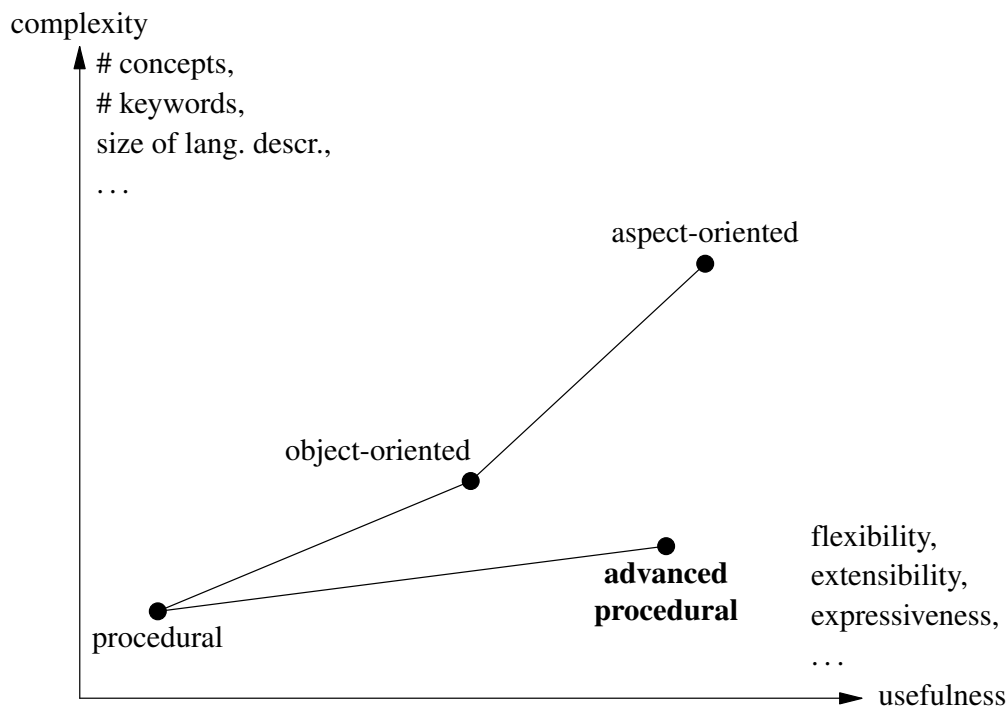 complexity
# concepts,
# keywords,
size of lang. descr.,
. . .
aspect-oriented
object-oriented
advanced
procedural
procedural
flexibility,
extensibility,
expressiveness,
. . .
usefulness